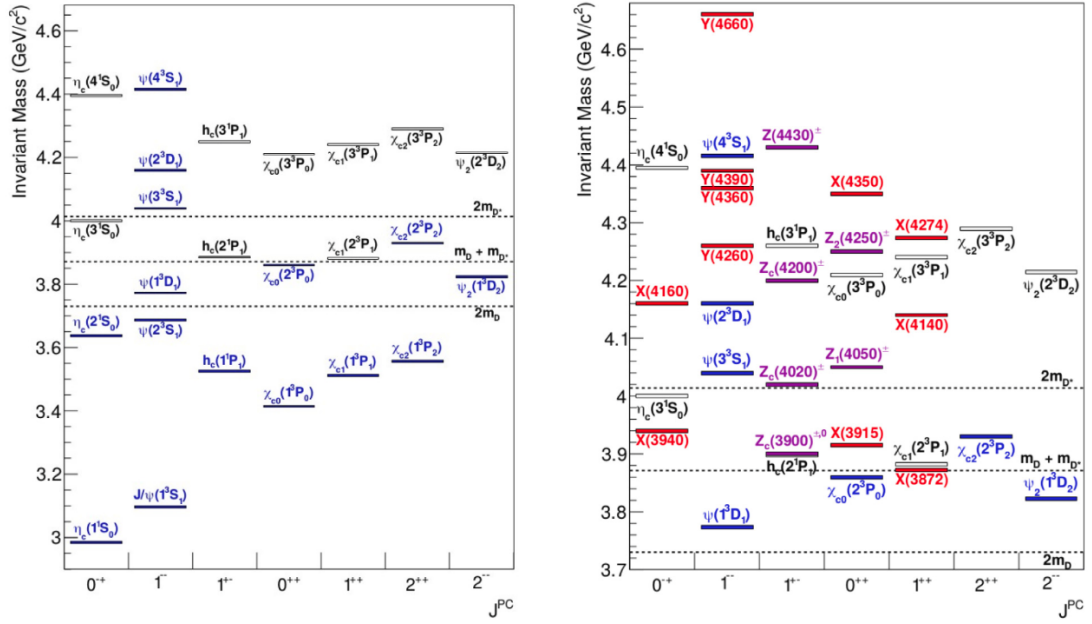 Invariant Mass (GeV/c²)
4.6
4.4
4.2
4
3.8
3.6
3.4
3.2
3
ηc(4¹S₀)
ψ(4³S₁)
hc(3¹P₁)
χc0(3³P₀)
χc1(3³P₁)
χc2(3³P₂)
ψ₂(2³D₂)
ψ(2³D₁)
ψ(3³S₁)
2mD*
ηc(3¹S₀)
hc(2¹P₁)
χc1(2³P₁)
χc2(2³P₂)
mD + mD*
χc0(2³P₀)
ψ(1³D₁)
ψ₂(1³D₂)
2mD
ηc(2¹S₀)
ψ(2³S₁)
hc(1¹P₁)
χc0(1³P₀)
χc1(1³P₁)
χc2(1³P₂)
J/ψ(1³S₁)
ηc(1¹S₀)
0⁻⁺ 1⁻⁻ 1⁺⁻ 0⁺⁺ 1⁺⁺ 2⁺⁺ 2⁻⁻
Jᴾᶜ
Invariant Mass (GeV/c²)
4.6
4.5
4.4
4.3
4.2
4.1
4
3.9
3.8
3.7
Y(4660)
ηc(4¹S₀)
ψ(4³S₁)
Z(4430)±
Y(4390)
Y(4360)
X(4350)
Y(4260)
hc(3¹P₁)
Z₂(4250)±
X(4274)
χc2(3³P₂)
Zc(4200)±
χc0(3³P₀)
χc1(3³P₁)
ψ₂(2³D₂)
X(4160)
ψ(2³D₁)
X(4140)
ψ(3³S₁)
Zc(4020)±
Z₁(4050)±
2mD*
ηc(3¹S₀)
X(3940)
Zc(3900)±,0
hc(2¹P₁)
X(3915)
χc1(2³P₁)
χc2(2³P₂)
mD + mD*
χc0(2³P₀)
X(3872)
ψ₂(1³D₂)
ψ(1³D₁)
2mD
0⁻⁺ 1⁻⁻ 1⁺⁻ 0⁺⁺ 1⁺⁺ 2⁺⁺ 2⁻⁻
Jᴾᶜ